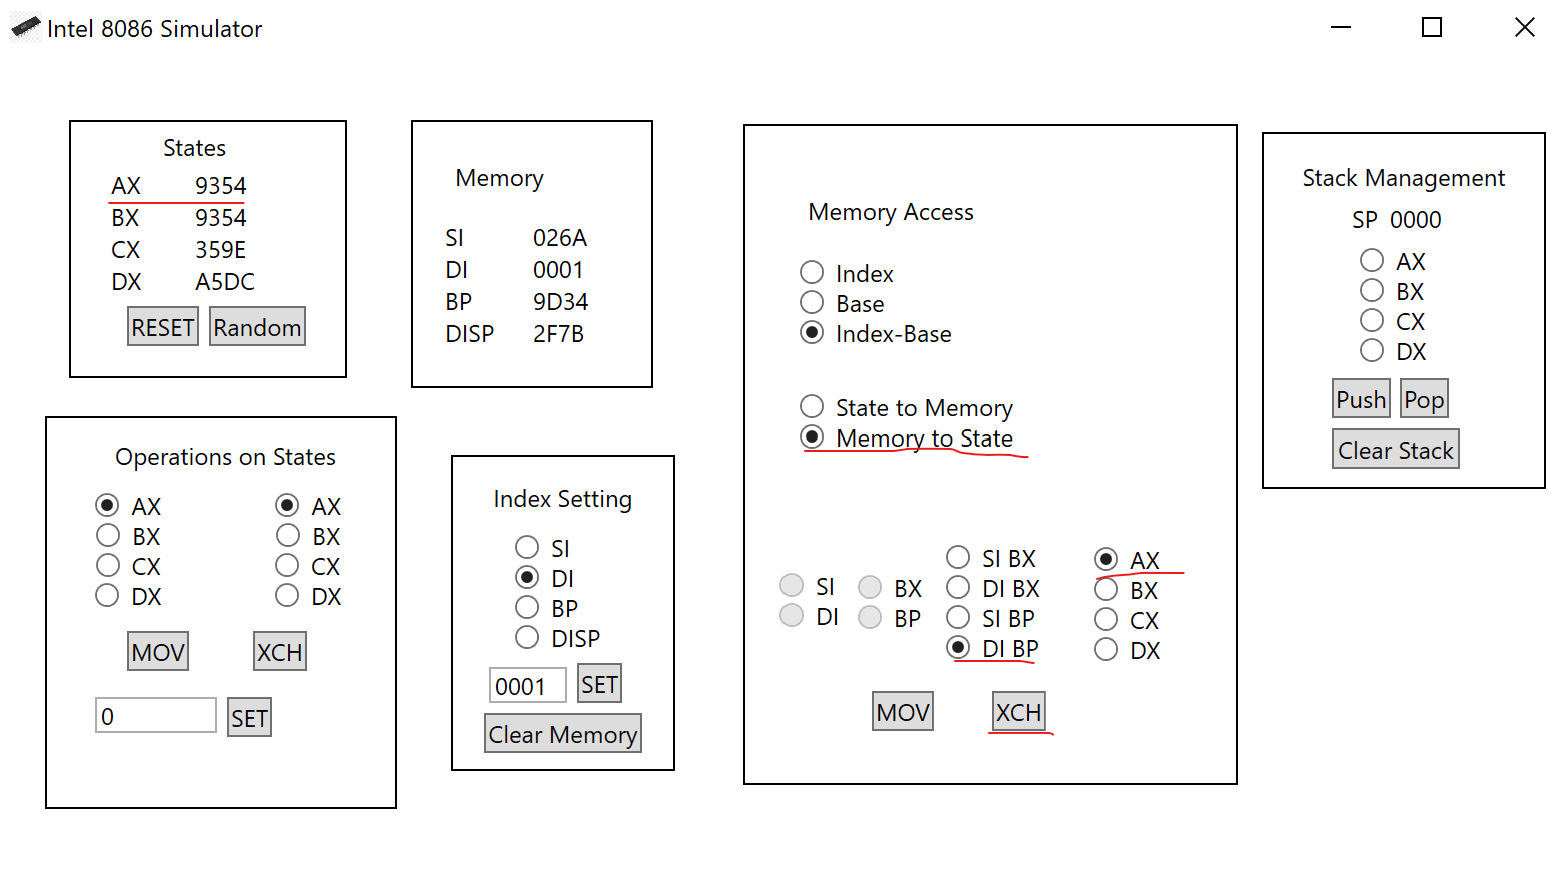 Intel 8086 Simulator
States
AX 9354
BX 9354
CX 359E
DX A5DC
RESET Random
Memory
SI 026A
DI 0001
BP 9D34
DISP 2F7B
Operations on States
AX AX
BX BX
CX CX
DX DX
MOV XCH
0 SET
Index Setting
SI
DI
BP
DISP
0001 SET
Clear Memory
Memory Access
Index
Base
Index-Base
State to Memory
Memory to State
SI BX SI BX AX
DI BP DI BX BX
SI BP CX
DI BP DX
MOV XCH
Stack Management
SP 0000
AX
BX
CX
DX
Push Pop
Clear Stack